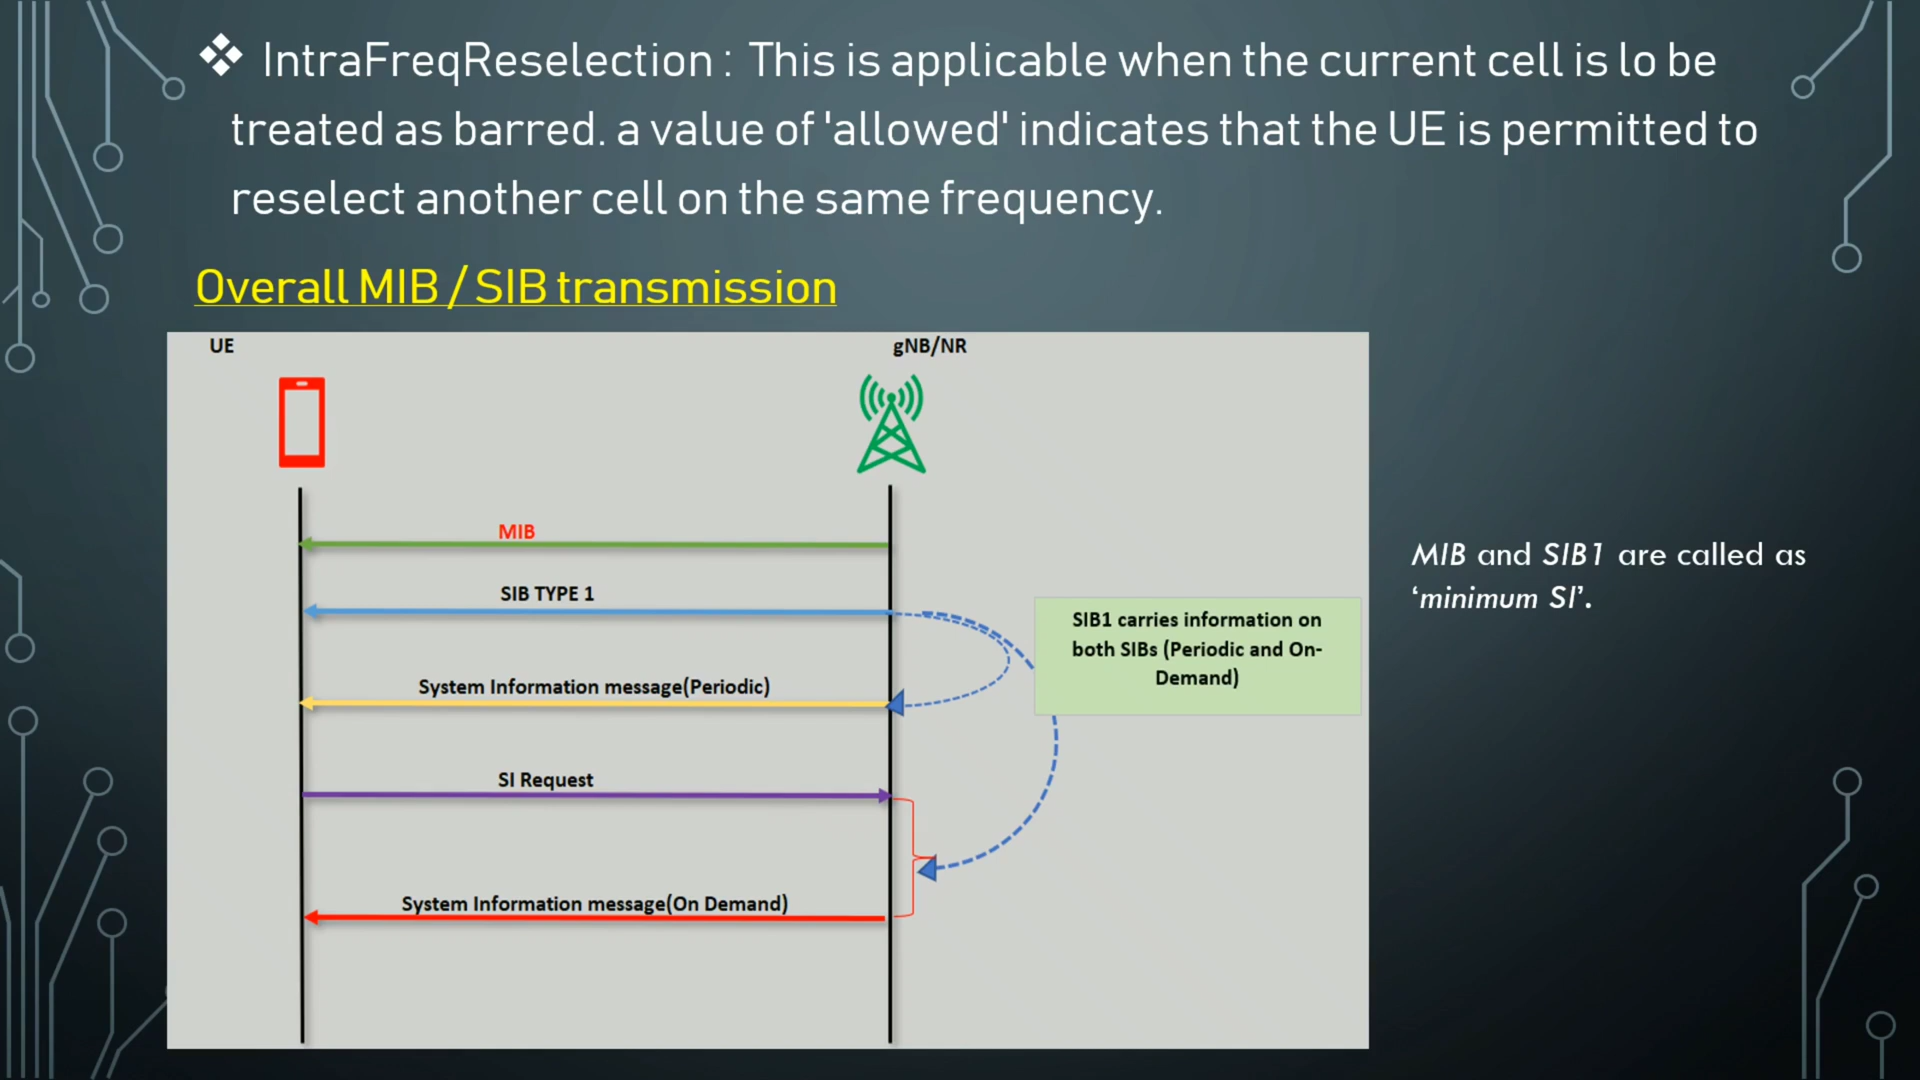 ❖ IntraFreqReselection : This is applicable when the current cell is lo be
treated as barred. a value of 'allowed' indicates that the UE is permitted to
reselect another cell on the same frequency.
Overall MIB / SIB transmission
UE
gNB/NR
MIB
SIB TYPE 1
SIB1 carries information on
both SIBs (Periodic and On-
Demand)
System Information message(Periodic)
SI Request
System Information message(On Demand)
MIB and SIB1 are called as
‘minimum SI’.